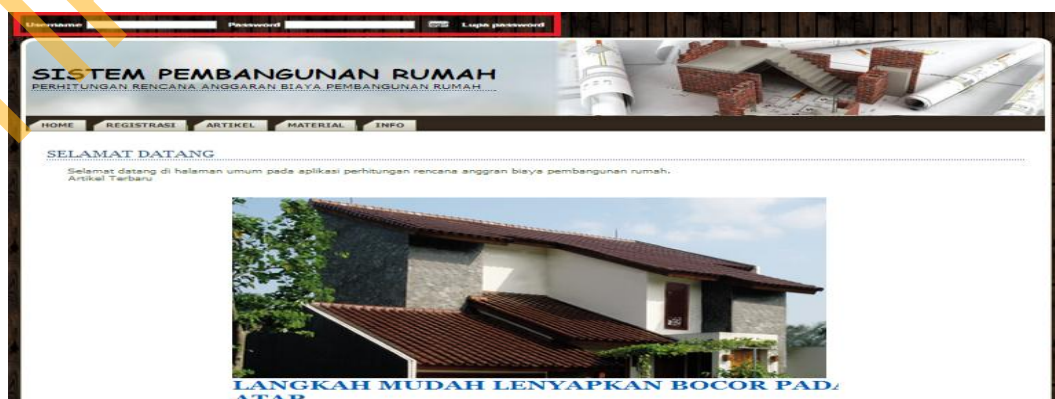 Username Password Lupa password
SISTEM PEMBANGUNAN RUMAH
PERHITUNGAN RENCANA ANGGARAN BIAYA PEMBANGUNAN RUMAH
HOME REGISTRASI ARTIKEL MATERIAL INFO
SELAMAT DATANG
Selamat datang di halaman umum pada aplikasi perhitungan rencana anggran biaya pembangunan rumah.
Artikel Terbaru
LANGKAH MUDAH LENYAPKAN BOCOR PADA
ATAP